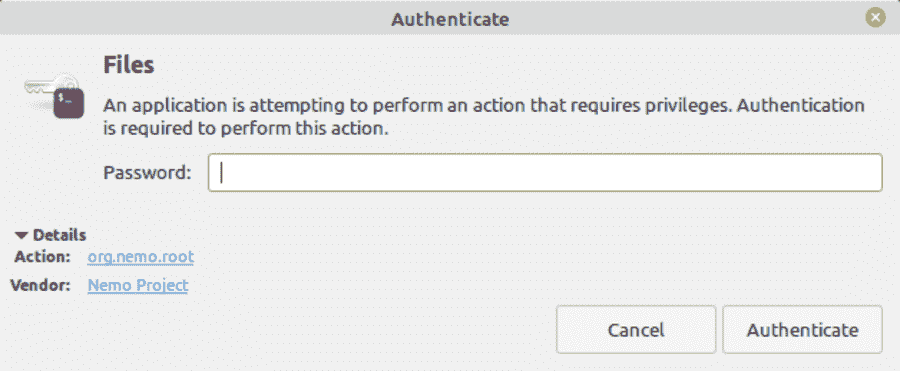 Authenticate
Files
$_
An application is attempting to perform an action that requires privileges. Authentication
is required to perform this action.
Password:
Details
Action: org.nemo.root
Vendor: Nemo Project
Cancel Authenticate